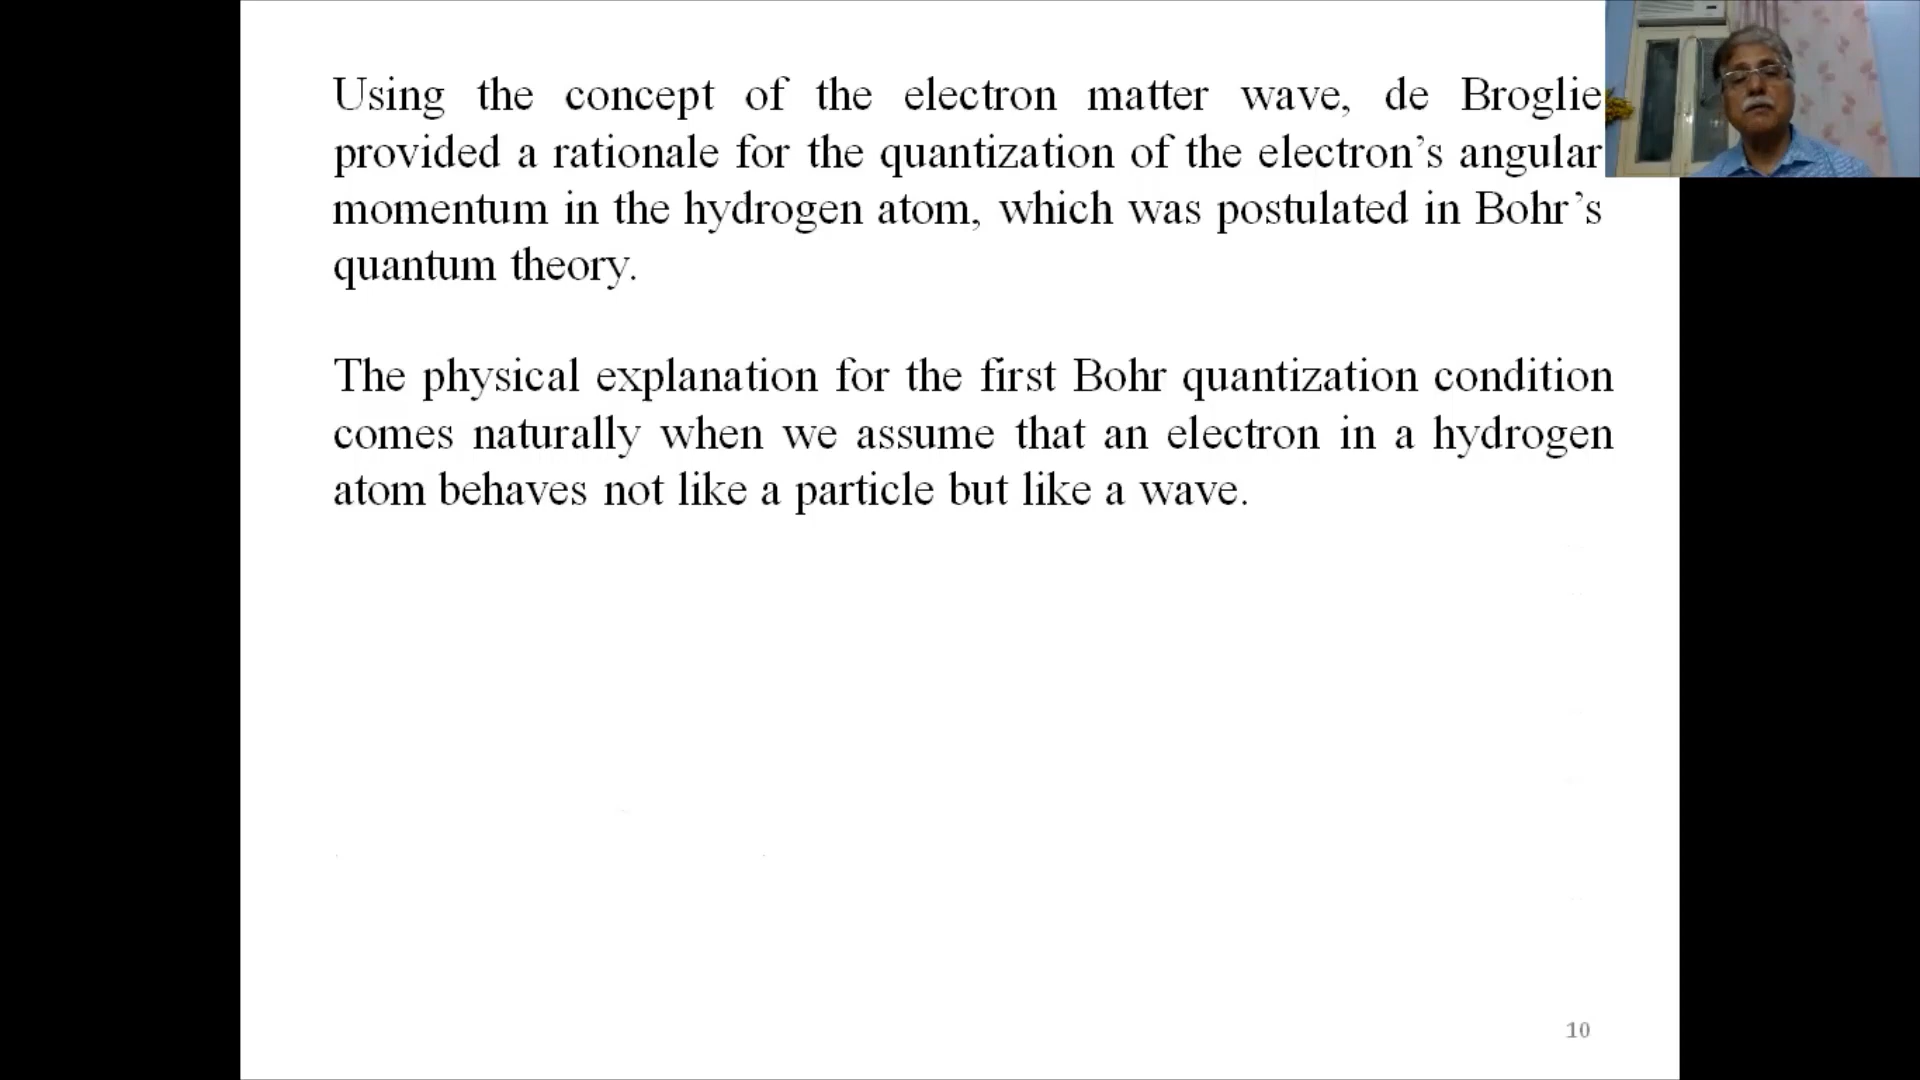 Using the concept of the electron matter wave, de Broglie
provided a rationale for the quantization of the electron’s angular
momentum in the hydrogen atom, which was postulated in Bohr’s
quantum theory.
The physical explanation for the first Bohr quantization condition
comes naturally when we assume that an electron in a hydrogen
atom behaves not like a particle but like a wave.
10